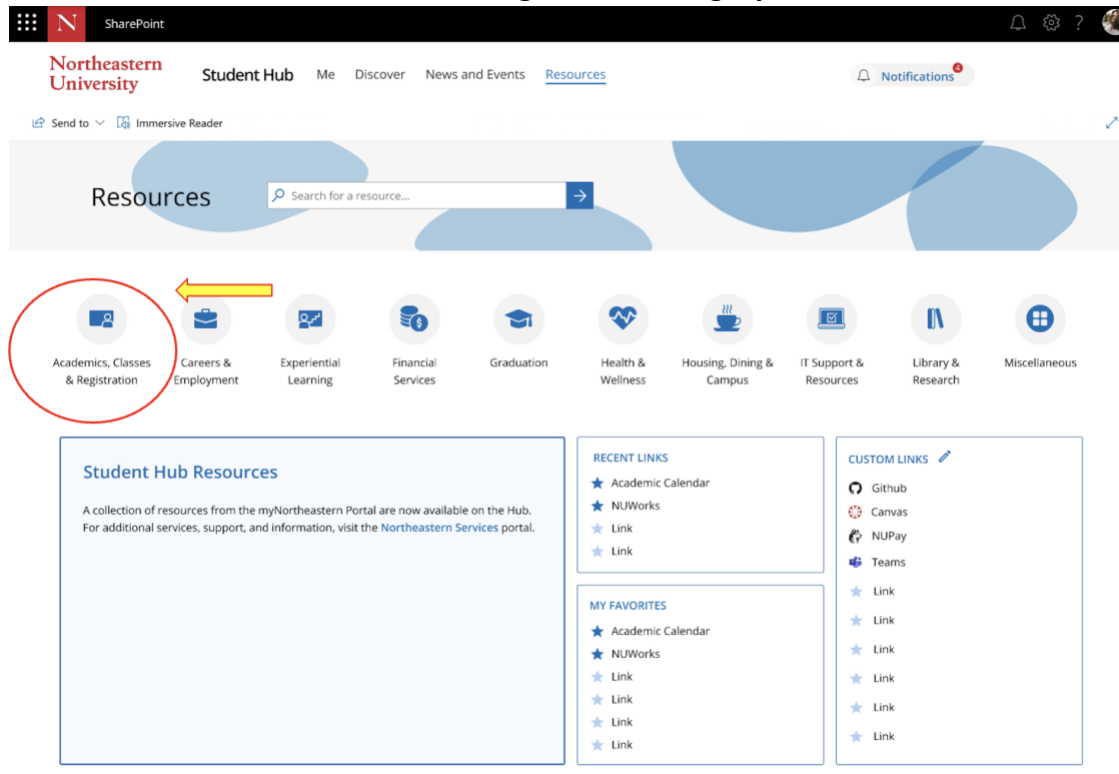 N SharePoint ?
Northeastern
University
Student Hub Me Discover News and Events Resources
4
Notifications
Send to Immersive Reader
Resources
Search for a resource...
Academics, Classes
& Registration
Careers &
Employment
Experiential
Learning
Financial
Services
Graduation
Health &
Wellness
Housing, Dining &
Campus
IT Support &
Resources
Library &
Research
Miscellaneous
Student Hub Resources
A collection of resources from the myNortheastern Portal are now available on the Hub.
For additional services, support, and information, visit the Northeastern Services portal.
RECENT LINKS
Academic Calendar
NUWorks
Link
Link
MY FAVORITES
Academic Calendar
NUWorks
Link
Link
Link
Link
CUSTOM LINKS
Github
Canvas
NUPay
Teams
Link
Link
Link
Link
Link
Link